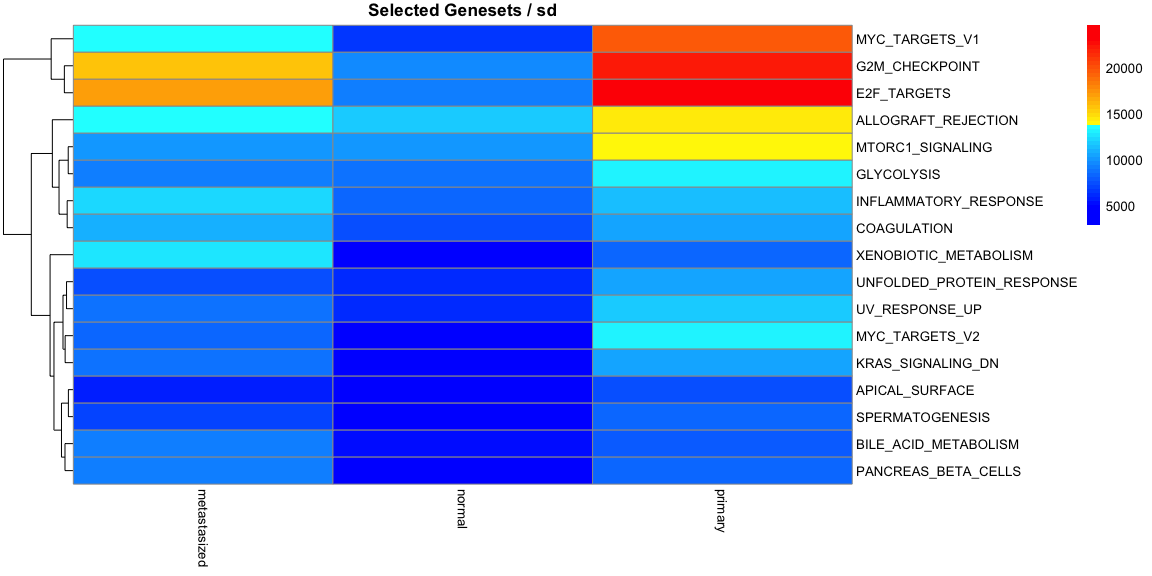 Selected Genesets / sd
MYC_TARGETS_V1
G2M_CHECKPOINT
E2F_TARGETS
ALLOGRAFT_REJECTION
MTORC1_SIGNALING
GLYCOLYSIS
INFLAMMATORY_RESPONSE
COAGULATION
XENOBIOTIC_METABOLISM
UNFOLDED_PROTEIN_RESPONSE
UV_RESPONSE_UP
MYC_TARGETS_V2
KRAS_SIGNALING_DN
APICAL_SURFACE
SPERMATOGENESIS
BILE_ACID_METABOLISM
PANCREAS_BETA_CELLS
20000
15000
10000
5000
metastasized
normal
primary